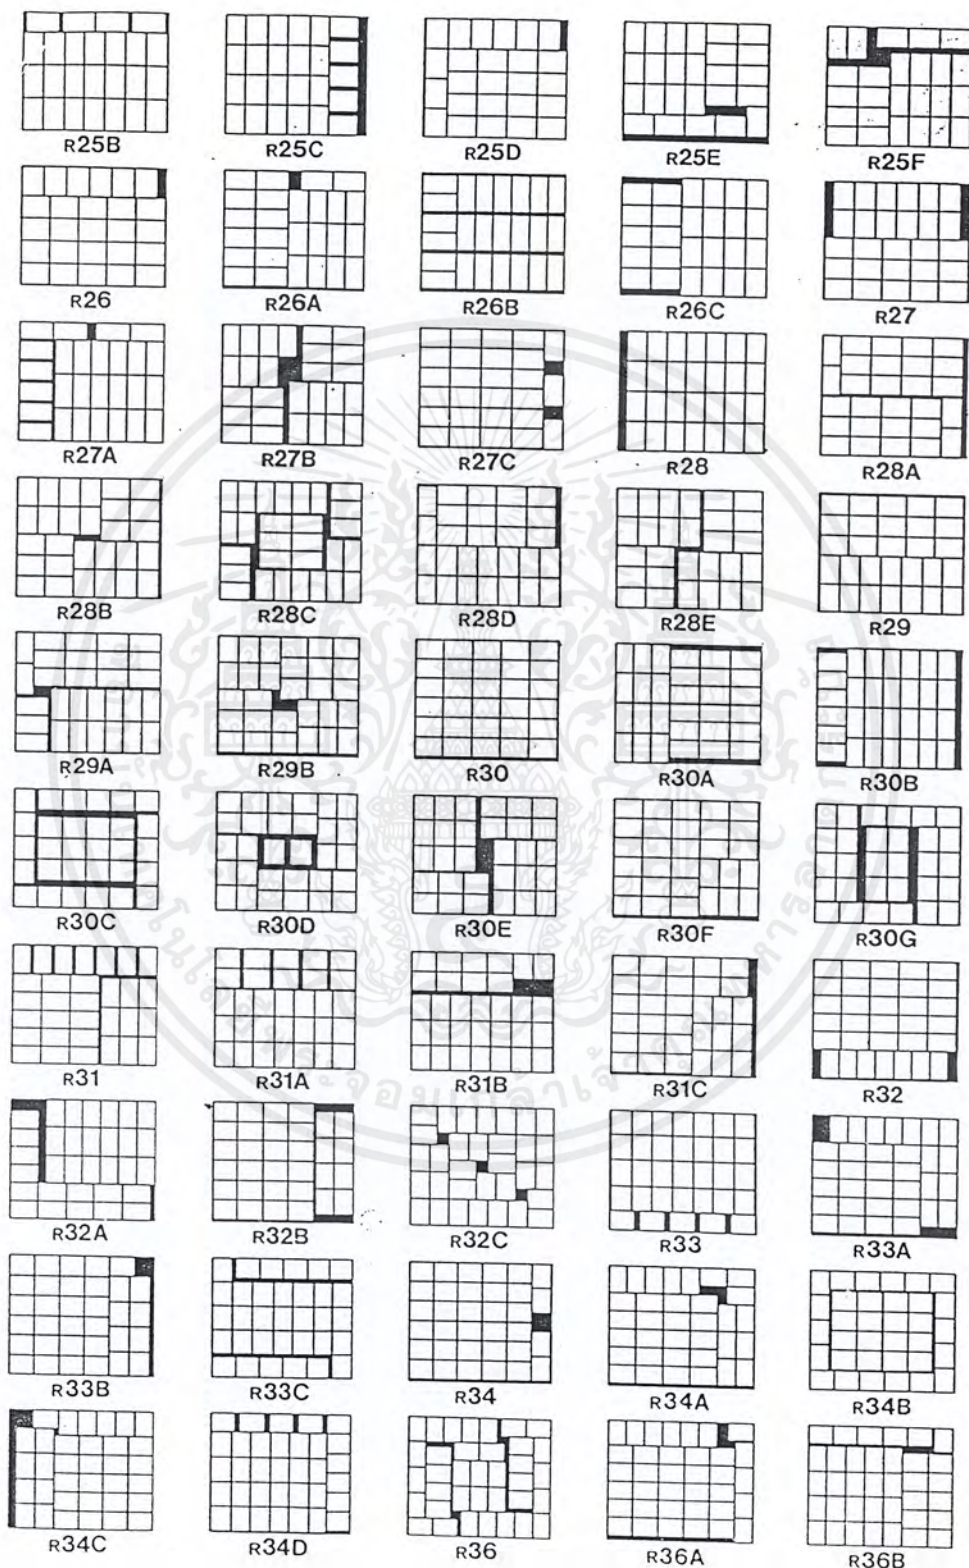 R25B R25C R25D R25E R25F
R26 R26A R26B R26C R27
R27A R27B R27C R28 R28A
R28B R28C R28D R28E R29
R29A R29B R30 R30A R30B
R30C R30D R30E R30F R30G
R31 R31A R31B R31C R32
R32A R32B R32C R33 R33A
R33B R33C R34 R34A R34B
R34C R34D R36 R36A R36B